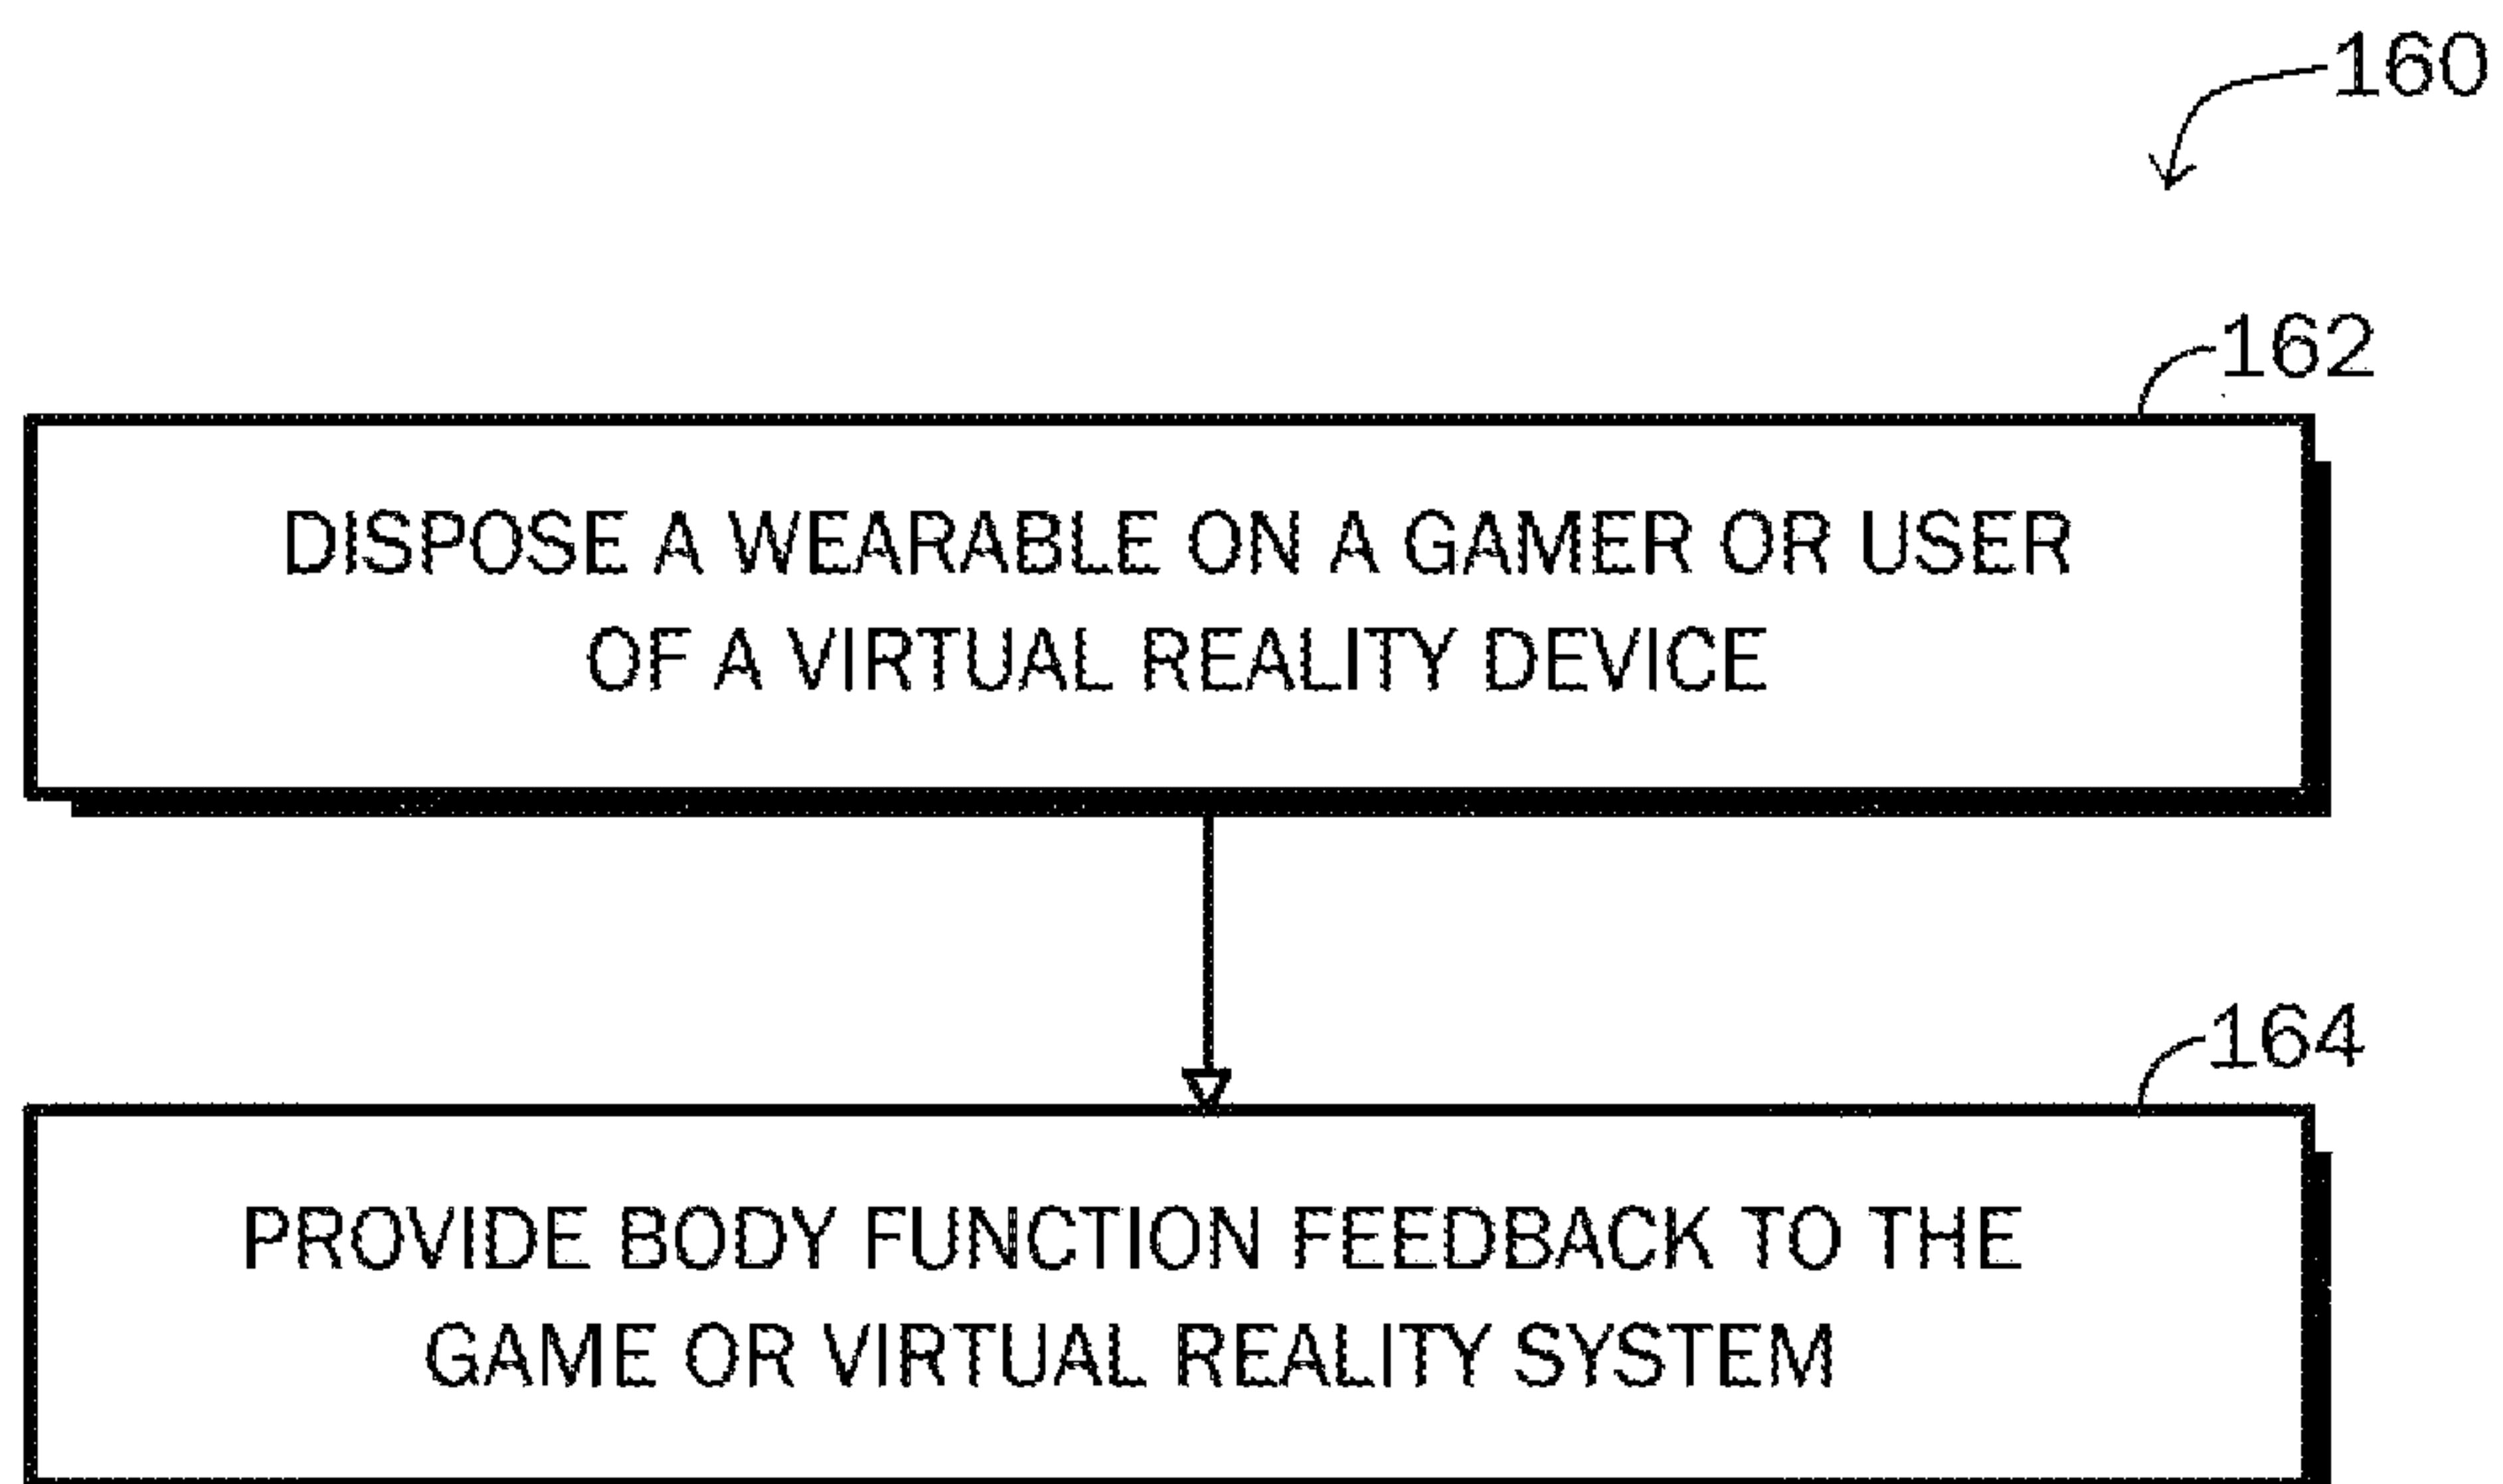 160
162
DISPOSE A WEARABLE ON A GAMER OR USER
OF A VIRTUAL REALITY DEVICE
164
PROVIDE BODY FUNCTION FEEDBACK TO THE
GAME OR VIRTUAL REALITY SYSTEM